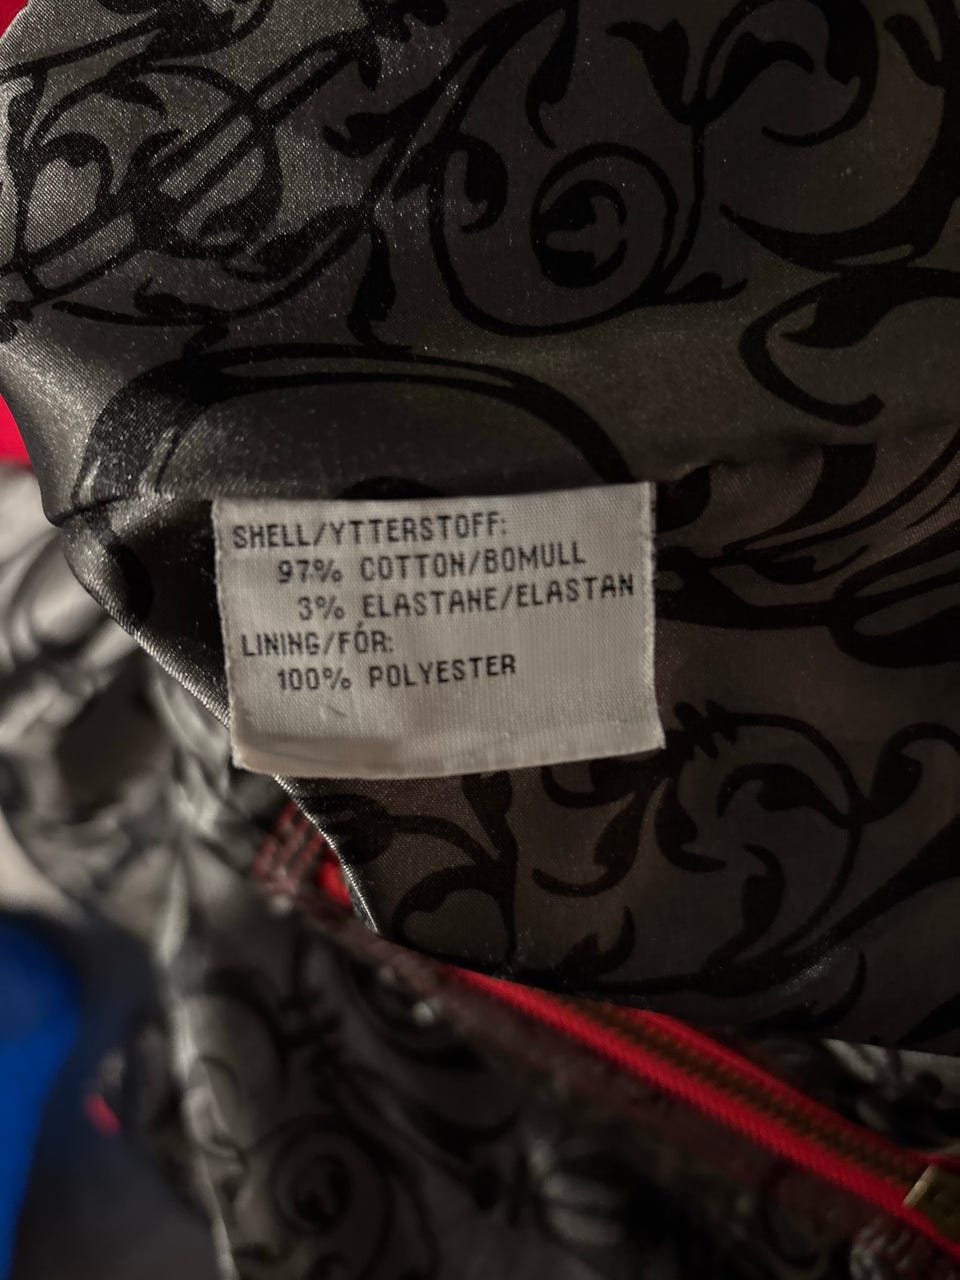 SHELL/YTTERSTOFF:
97% COTTON/BOMULL
3% ELASTANE/ELASTAN
LINING/FÓR:
100% POLYESTER